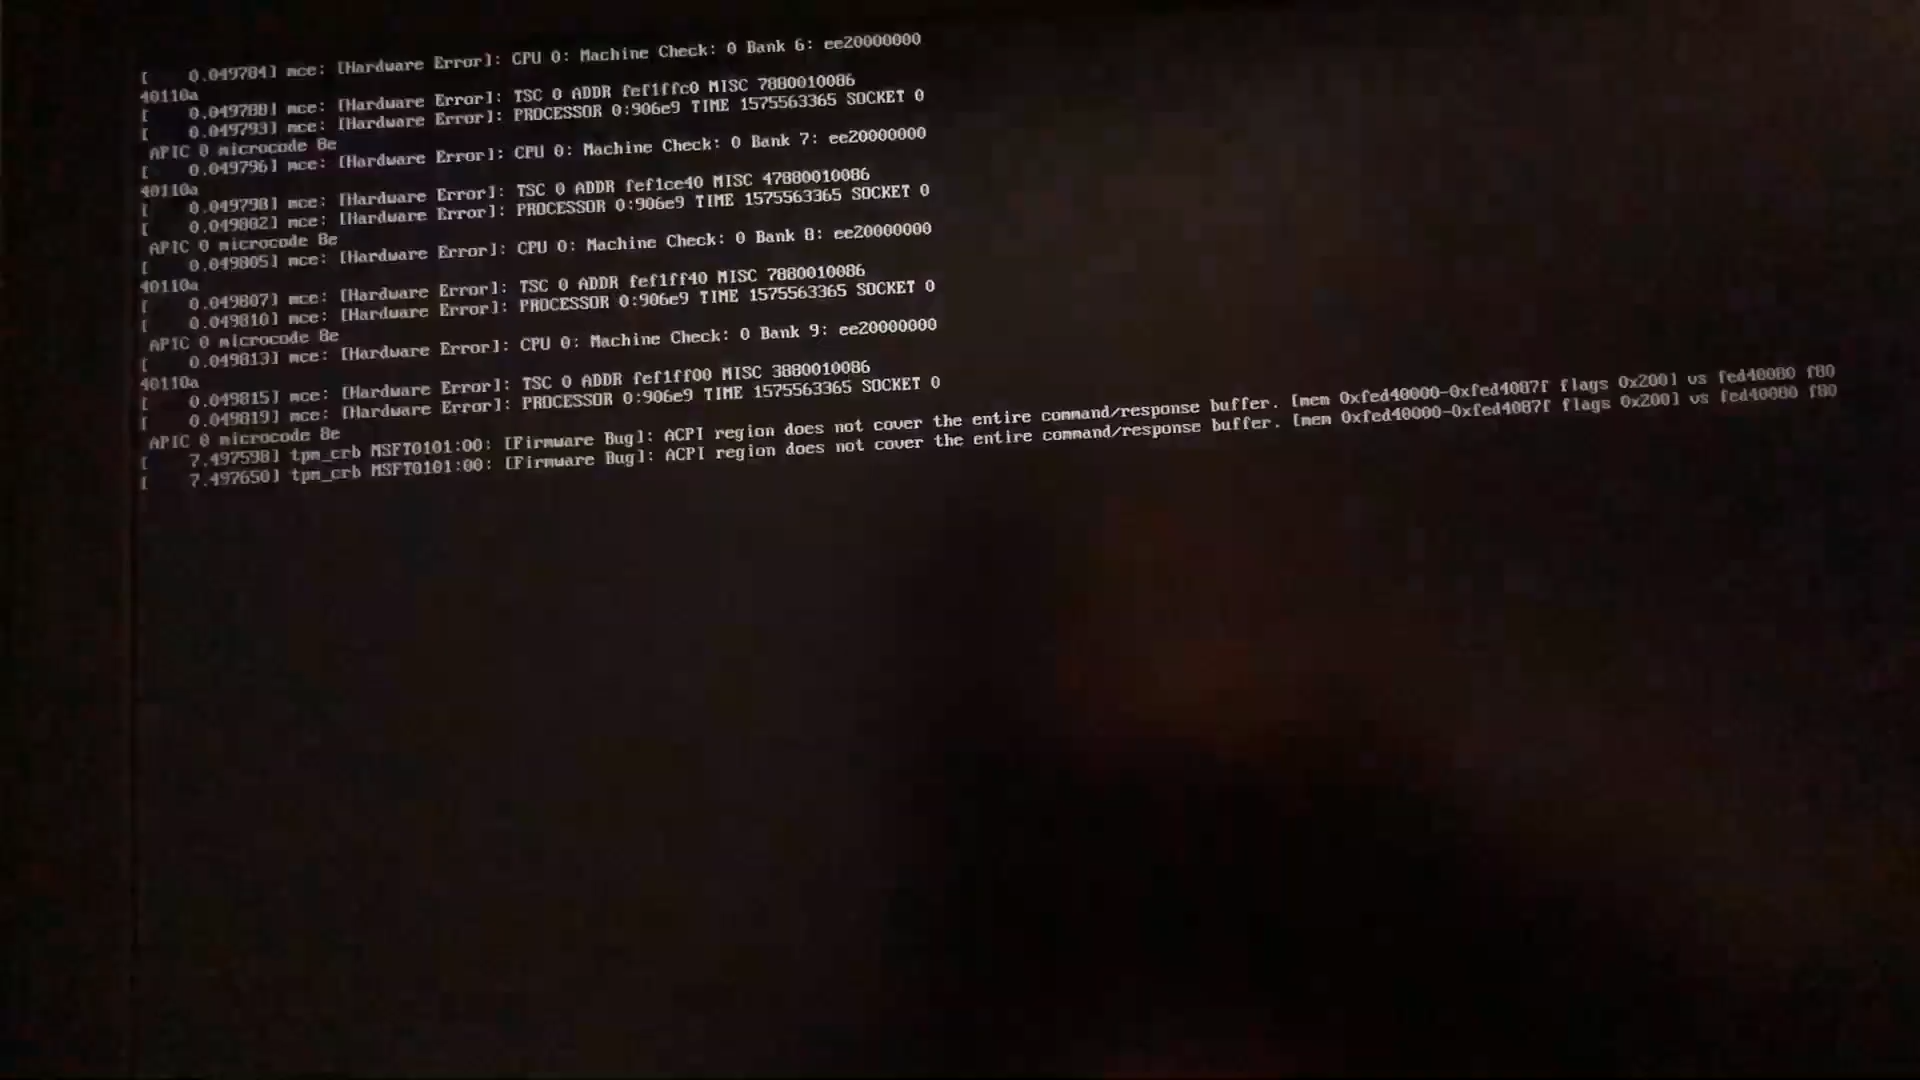 [    0.049784] mce: [Hardware Error]: CPU 0: Machine Check: 0 Bank 6: ee20000000
40110a
[    0.049788] mce: [Hardware Error]: TSC 0 ADDR fef1ffc0 MISC 7880010086
[    0.049793] mce: [Hardware Error]: PROCESSOR 0:906e9 TIME 1575563365 SOCKET 0
APIC 0 microcode 8e
[    0.049796] mce: [Hardware Error]: CPU 0: Machine Check: 0 Bank 7: ee20000000
40110a
[    0.049798] mce: [Hardware Error]: TSC 0 ADDR fef1ce40 MISC 47880010086
[    0.049802] mce: [Hardware Error]: PROCESSOR 0:906e9 TIME 1575563365 SOCKET 0
APIC 0 microcode 8e
[    0.049805] mce: [Hardware Error]: CPU 0: Machine Check: 0 Bank 8: ee20000000
40110a
[    0.049807] mce: [Hardware Error]: TSC 0 ADDR fef1ff40 MISC 7880010086
[    0.049810] mce: [Hardware Error]: PROCESSOR 0:906e9 TIME 1575563365 SOCKET 0
APIC 0 microcode 8e
[    0.049813] mce: [Hardware Error]: CPU 0: Machine Check: 0 Bank 9: ee20000000
40110a
[    0.049815] mce: [Hardware Error]: TSC 0 ADDR fef1ff00 MISC 3880010086
[    0.049819] mce: [Hardware Error]: PROCESSOR 0:906e9 TIME 1575563365 SOCKET 0
APIC 0 microcode 8e
[    7.497598] tpm_crb MSFT0101:00: [Firmware Bug]: ACPI region does not cover the entire command/response buffer. [mem 0xfed40000-0xfed4087f flags 0x200] vs fed40080 f80
[    7.497650] tpm_crb MSFT0101:00: [Firmware Bug]: ACPI region does not cover the entire command/response buffer. [mem 0xfed40000-0xfed4087f flags 0x200] vs fed40080 f80